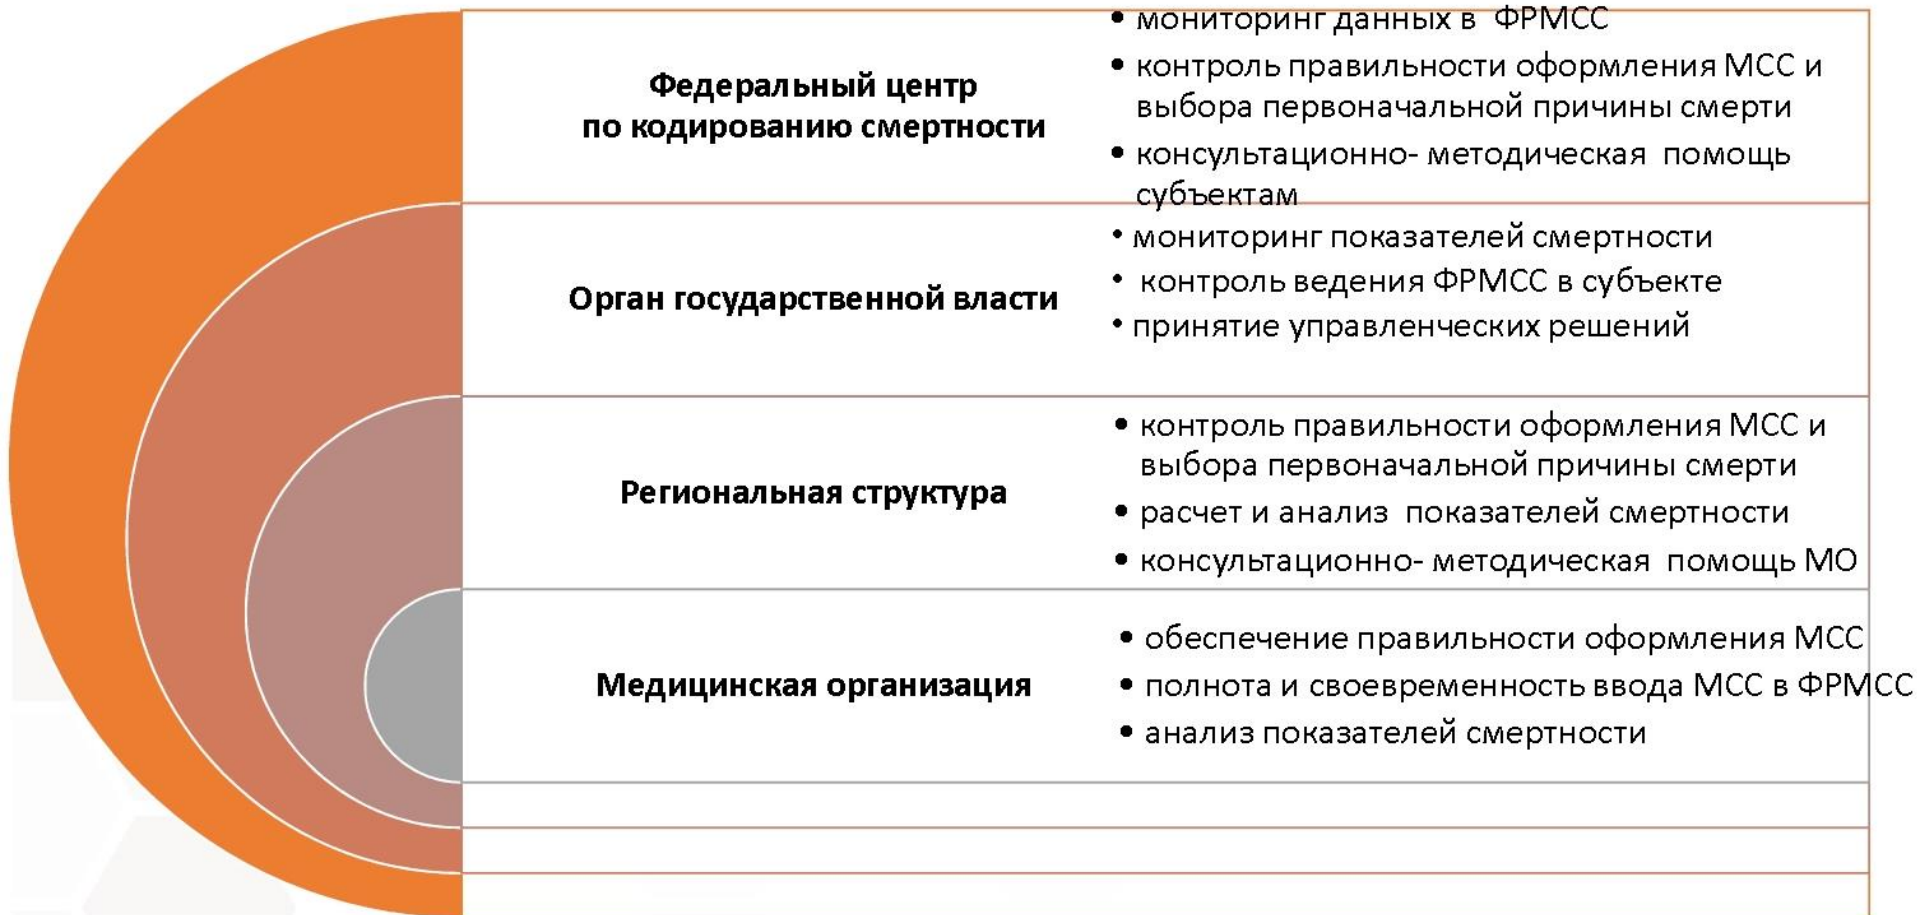 Федеральный центр
по кодированию смертности
• мониторинг данных в ФРМСС
• контроль правильности оформления МСС и
выбора первоначальной причины смерти
• консультационно- методическая помощь
субъектам
Орган государственной власти
• мониторинг показателей смертности
• контроль ведения ФРМСС в субъекте
• принятие управленческих решений
Региональная структура
• контроль правильности оформления МСС и
выбора первоначальной причины смерти
• расчет и анализ показателей смертности
• консультационно- методическая помощь МО
Медицинская организация
• обеспечение правильности оформления МСС
• полнота и своевременность ввода МСС в ФРМСС
• анализ показателей смертности